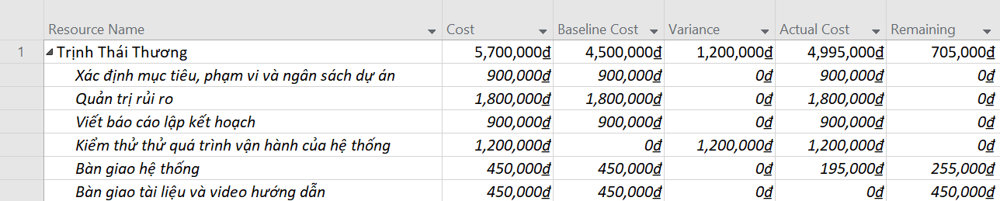 Resource Name Cost Baseline Cost Variance Actual Cost Remaining
1 Trịnh Thái Thương 5,700,000₫ 4,500,000₫ 1,200,000₫ 4,995,000₫ 705,000₫
Xác định mục tiêu, phạm vi và ngân sách dự án 900,000₫ 900,000₫ 0₫ 900,000₫ 0₫
Quản trị rủi ro 1,800,000₫ 1,800,000₫ 0₫ 1,800,000₫ 0₫
Viết báo cáo lập kết hoạch 900,000₫ 900,000₫ 0₫ 900,000₫ 0₫
Kiểm thử thử quá trình vận hành của hệ thống 1,200,000₫ 0₫ 1,200,000₫ 1,200,000₫ 0₫
Bàn giao hệ thống 450,000₫ 450,000₫ 0₫ 195,000₫ 255,000₫
Bàn giao tài liệu và video hướng dẫn 450,000₫ 450,000₫ 0₫ 0₫ 450,000₫